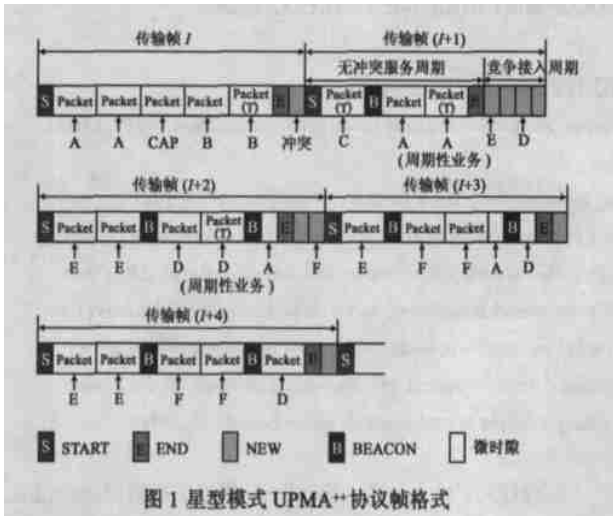 传输帧 I 传输帧 (I+1)
无冲突服务周期 竞争接入周期
S Packet Packet Packet Packet Packet (T) E S Packet (T) B Packet Packet (T) E
A A CAP B B 冲突 C A A E D
(周期性业务)
传输帧 (I+2) 传输帧 (I+3)
S Packet Packet B Packet Packet (T) B E S Packet B Packet Packet B E
E E D D A F E F F A D
(周期性业务)
传输帧 (I+4)
S Packet Packet B Packet Packet B Packet E S
E E F F D
S START E END NEW B BEACON 微时隙
图 1 星型模式 UPMA++协议帧格式